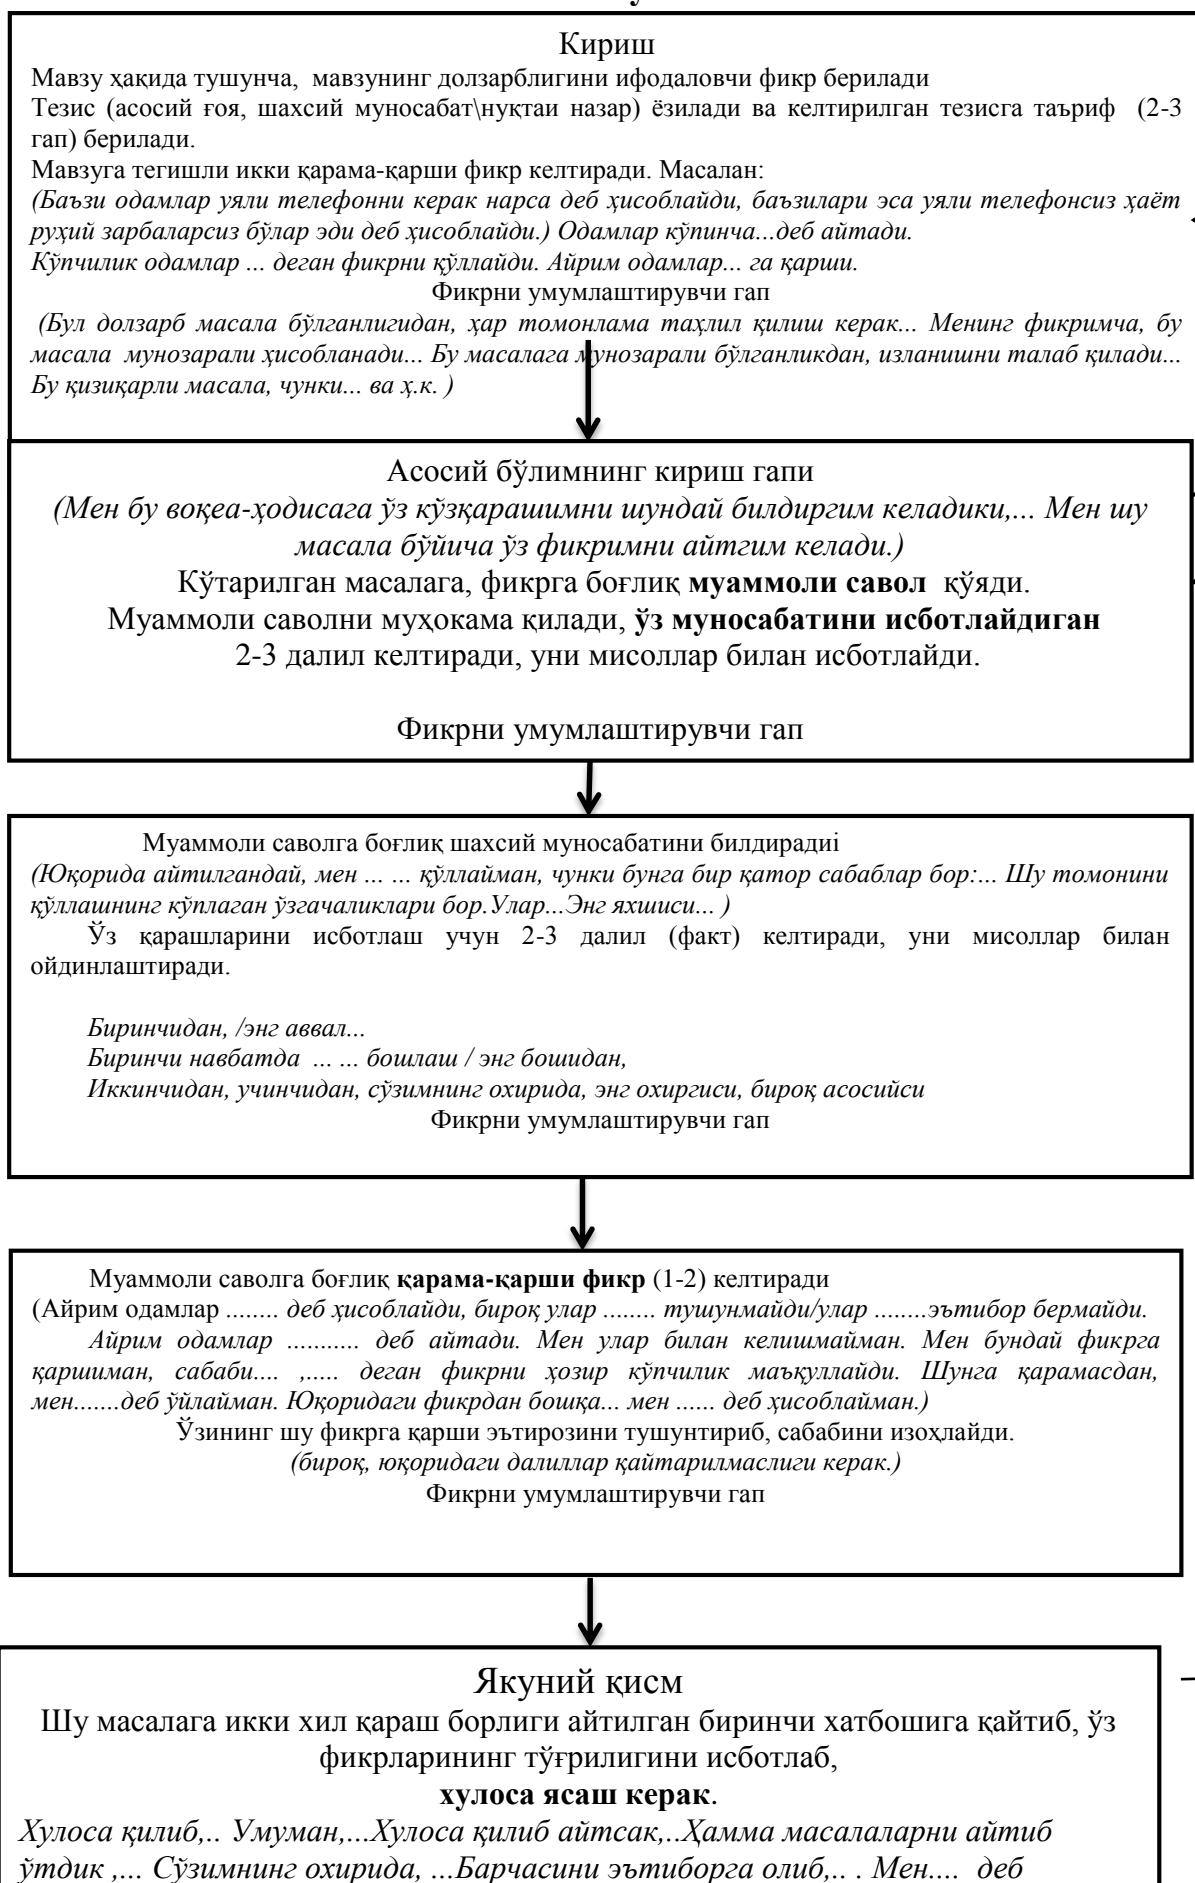 Кириш
Мавзу ҳақида тушунча, мавзунинг долзарблигини ифодаловчи фикр берилади
Тезис (асосий ғоя, шахсий муносабат\нуқтаи назар) ёзилади ва келтирилган тезисга таъриф (2-3
гап) берилади.
Мавзуга тегишли икки қарама-қарши фикр келтиради. Масалан:
(Баъзи одамлар уяли телефонни керак нарса деб ҳисоблайди, баъзилари эса уяли телефонсиз ҳаёт
руҳий зарбаларсиз бўлар эди деб ҳисоблайди.) Одамлар кўпинча...деб айтади.
Кўпчилик одамлар ... деган фикрни қўллайди. Айрим одамлар... га қарши.
Фикрни умумлаштирувчи гап
(Бул долзарб масала бўлганлигидан, ҳар томонлама таҳлил қилиш керак... Менинг фикримча, бу
масала мунозарали ҳисобланади... Бу масалага мунозарали бўлганликдан, изланишни талаб қилади...
Бу қизиқарли масала, чунки... ва ҳ.к. )
Асосий бўлимнинг кириш гапи
(Мен бу воқеа-ҳодисага ўз кўзқарашимни шундай билдиргим келадики,... Мен шу
масала бўйича ўз фикримни айтгим келади.)
Кўтарилган масалага, фикрга боғлиқ муаммоли савол қўяди.
Муаммоли саволни муҳокама қилади, ўз муносабатини исботлайдиган
2-3 далил келтиради, уни мисоллар билан исботлайди.
Фикрни умумлаштирувчи гап
Муаммоли саволга боғлиқ шахсий муносабатини билдирадиі
(Юқорида айтилгандай, мен ... ... қўллайман, чунки бунга бир қатор сабаблар бор:... Шу томонини
қўллашнинг кўплаган ўзгачаликлари бор.Улар...Энг яхшиси... )
Ўз қарашларини исботлаш учун 2-3 далил (факт) келтиради, уни мисоллар билан
ойдинлаштиради.
Биринчидан, /энг аввал...
Биринчи навбатда ... ... бошлаш / энг бошидан,
Иккинчидан, учинчидан, сўзимнинг охирида, энг охиргиси, бироқ асосийси
Фикрни умумлаштирувчи гап
Муаммоли саволга боғлиқ қарама-қарши фикр (1-2) келтиради
(Айрим одамлар ........ деб ҳисоблайди, бироқ улар ........ тушунмайди/улар ........эътибор бермайди.
Айрим одамлар ........... деб айтади. Мен улар билан келишмайман. Мен бундай фикрга
қаршиман, сабаби.... ,..... деган фикрни ҳозир кўпчилик маъқуллайди. Шунга қарамасдан,
мен.......деб ўйлайман. Юқоридаги фикрдан бошқа... мен ...... деб ҳисоблайман.)
Ўзининг шу фикрга қарши эътирозини тушунтириб, сабабини изоҳлайди.
(бироқ, юқоридаги далиллар қайтарилмаслиги керак.)
Фикрни умумлаштирувчи гап
Якуний қисм
Шу масалага икки хил қараш борлиги айтилган биринчи хатбошига қайтиб, ўз
фикрларининг тўғрилигини исботлаб,
хулоса ясаш керак.
Хулоса қилиб,.. Умуман,...Хулоса қилиб айтсак,..Ҳамма масалаларни айтиб
ўтдик ,... Сўзимнинг охирида, ...Барчасини эътиборга олиб,.. . Мен.... деб